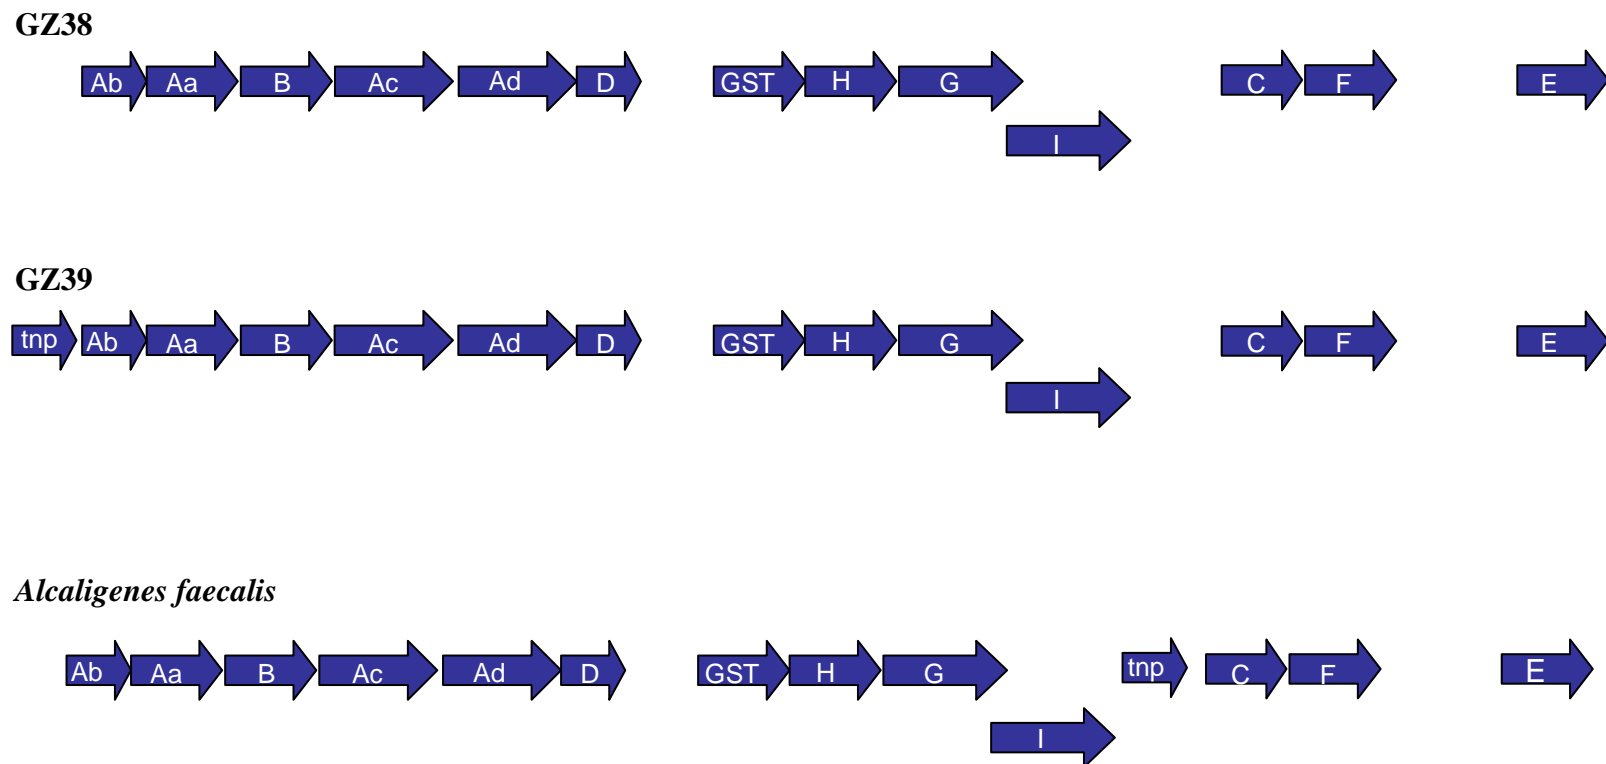 GZ38
Ab Aa B Ac Ad D GST H G C F E
I
GZ39
tnp Ab Aa B Ac Ad D GST H G C F E
I
Alcaligenes faecalis
Ab Aa B Ac Ad D GST H G tnp C F E
I